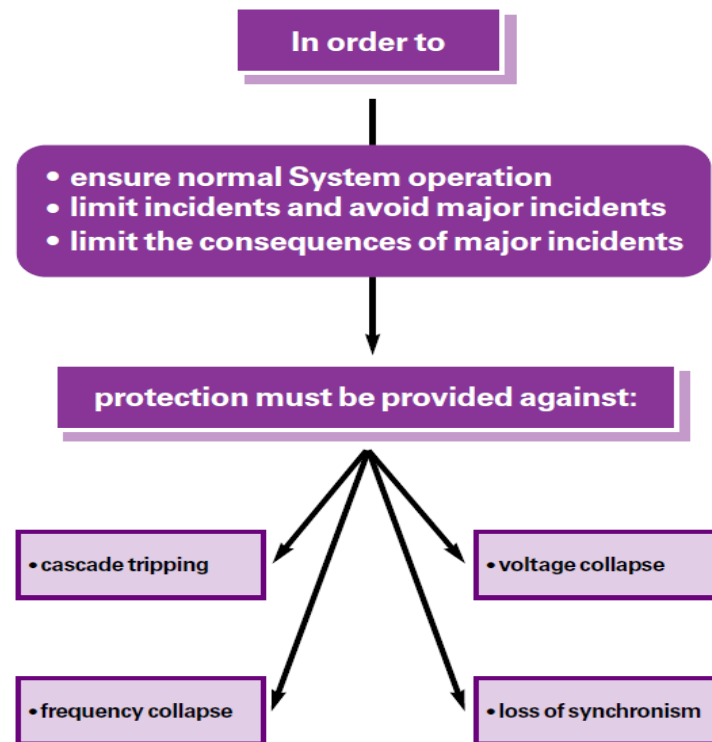 In order to
• ensure normal System operation
• limit incidents and avoid major incidents
• limit the consequences of major incidents
protection must be provided against:
• cascade tripping
• voltage collapse
• frequency collapse
• loss of synchronism